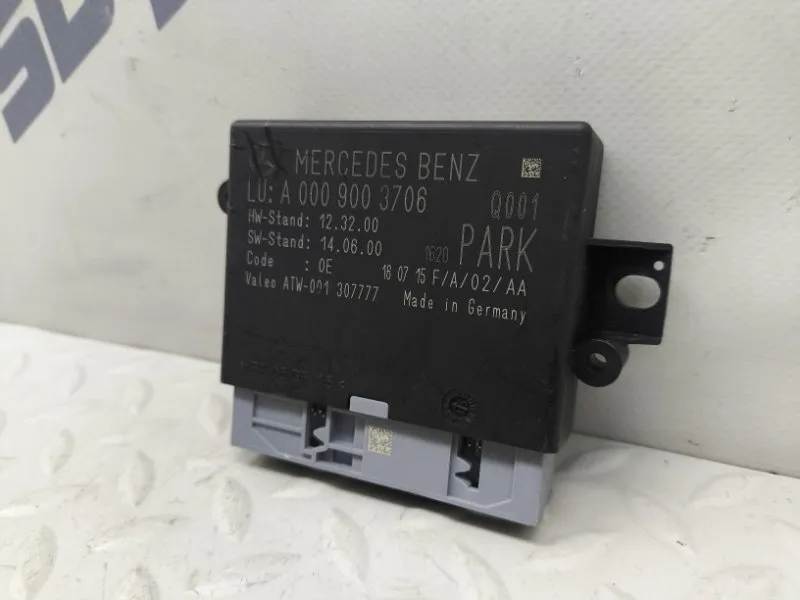 MERCEDES BENZ
LU: A 000 900 3706 Q001
HW-Stand: 12.32.00
SW-Stand: 14.06.00 1620 PARK
Code : 0E 16 07 15 F/A/02/AA
Valeo ATW-001 307777 Made in Germany